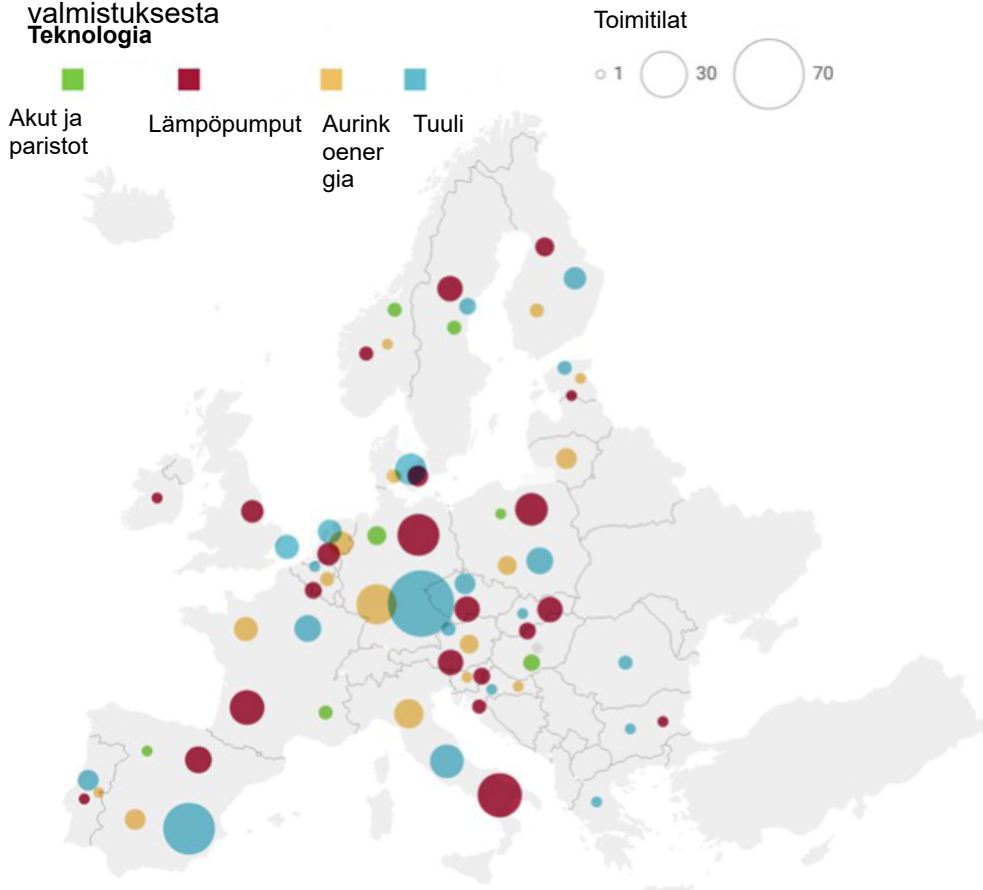 valmistuksesta
Teknologia
Toimitilat
1
30
70
Akut ja
paristot
Lämpöpumput
Aurink
oener
gia
Tuuli